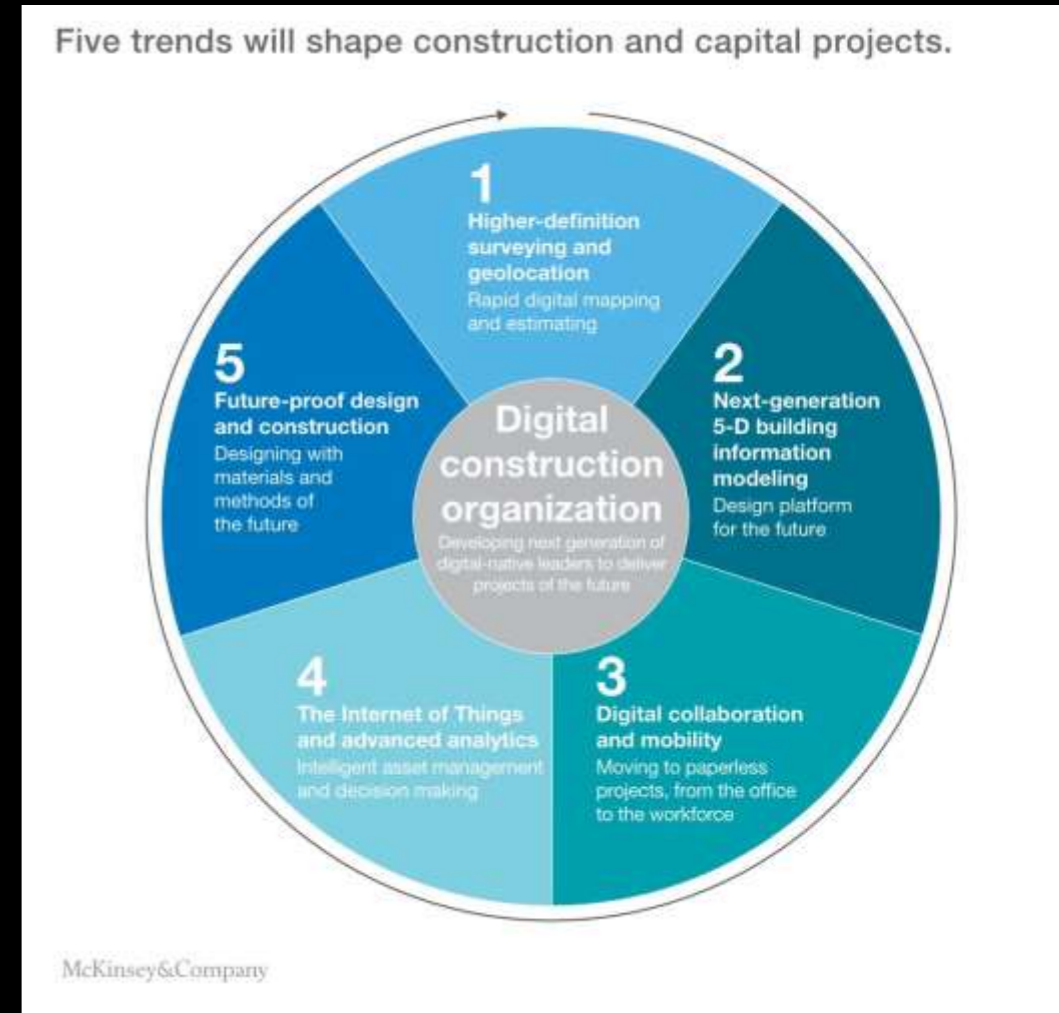 Five trends will shape construction and capital projects.
1
Higher-definition
surveying and
geolocation
Rapid digital mapping
and estimating
2
Next-generation
5-D building
information
modeling
Design platform
for the future
3
Digital collaboration
and mobility
Moving to paperless
projects, from the office
to the workforce
4
The Internet of Things
and advanced analytics
Intelligent asset management
and decision making
5
Future-proof design
and construction
Designing with
materials and
methods of
the future
Digital
construction
organization
Developing next generation of
digital-native leaders to deliver
projects of the future
McKinsey&Company